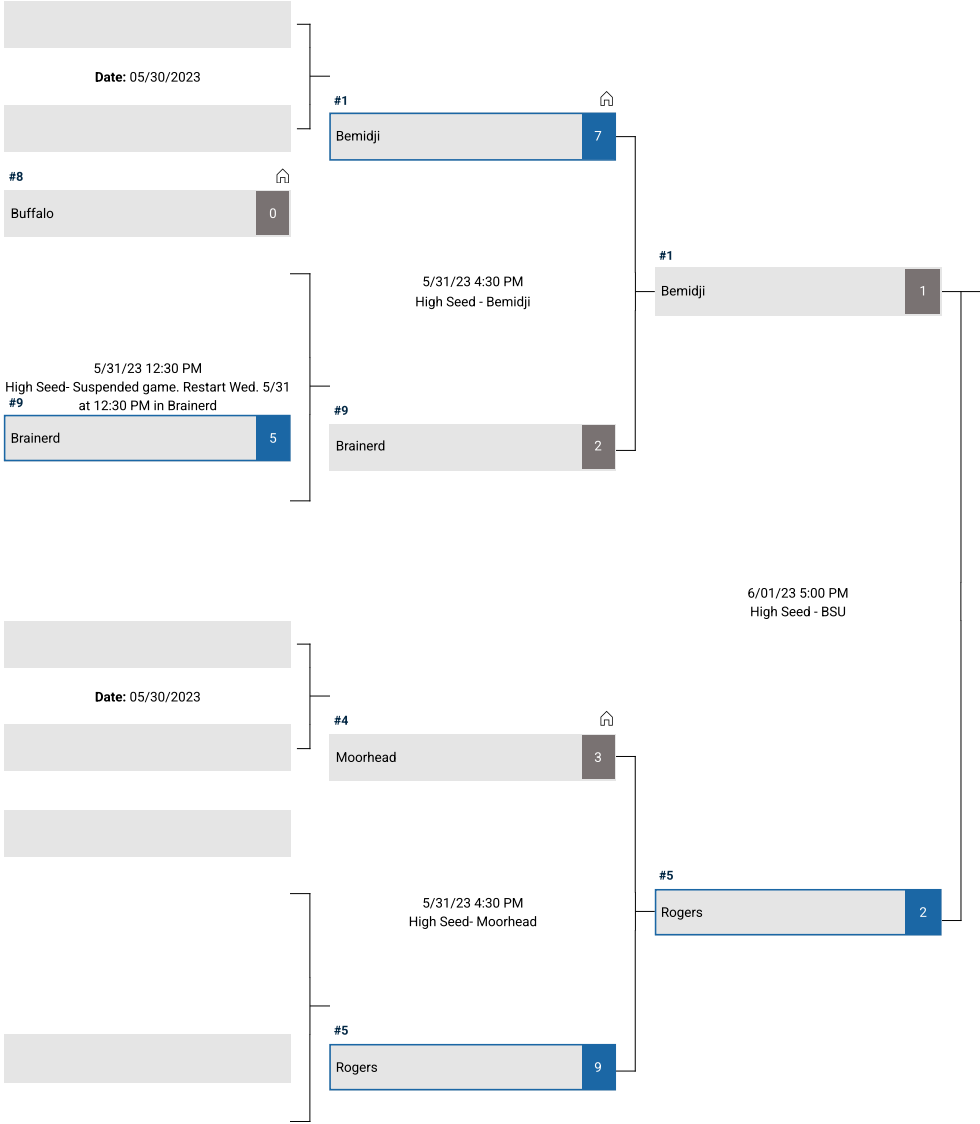 Date: 05/30/2023
#8
Buffalo 0
5/31/23 12:30 PM
High Seed- Suspended game. Restart Wed. 5/31
at 12:30 PM in Brainerd
#9
Brainerd 5
#1
Bemidji 7
5/31/23 4:30 PM
High Seed - Bemidji
#9
Brainerd 2
#1
Bemidji 1
6/01/23 5:00 PM
High Seed - BSU
Date: 05/30/2023
#4
Moorhead 3
5/31/23 4:30 PM
High Seed- Moorhead
#5
Rogers 9
#5
Rogers 2